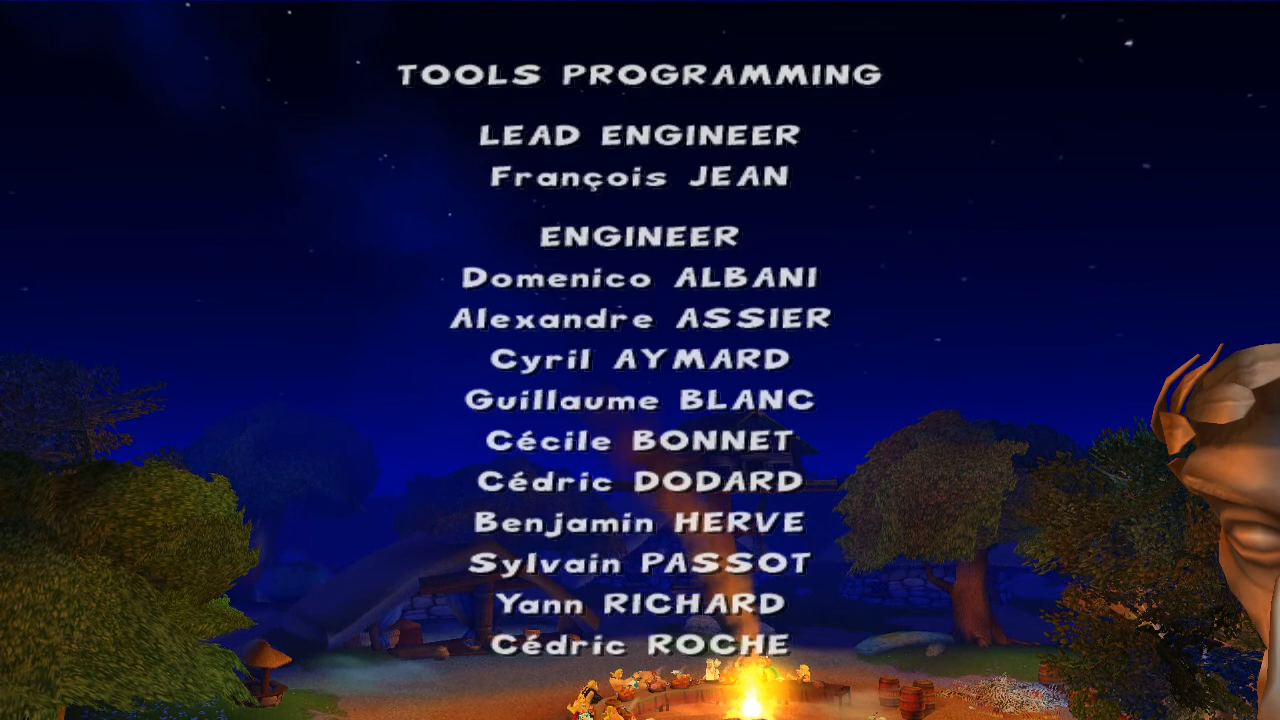 TOOLS PROGRAMMING
LEAD ENGINEER
François JEAN
ENGINEER
Domenico ALBANI
Alexandre ASSIER
Cyril AYMARD
Guillaume BLANC
Cécile BONNET
Cédric DODARD
Benjamin HERVE
Sylvain PASSOT
Yann RICHARD
Cédric ROCHE